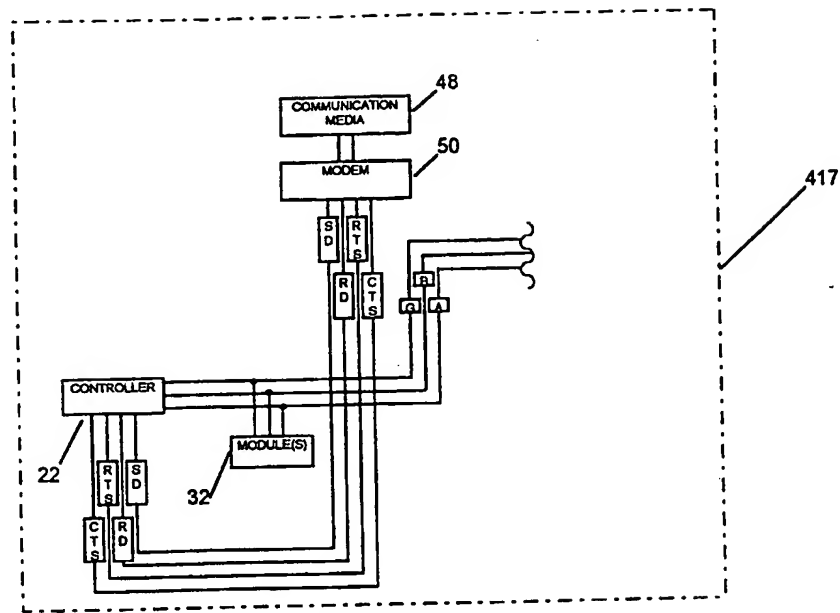 48
COMMUNICATION
MEDIA
50
MODEM
417
SD
RTS
RD
CTS
B
G
A
CONTROLLER
22
MODULE(S)
32
RTS
SD
CTS
RD